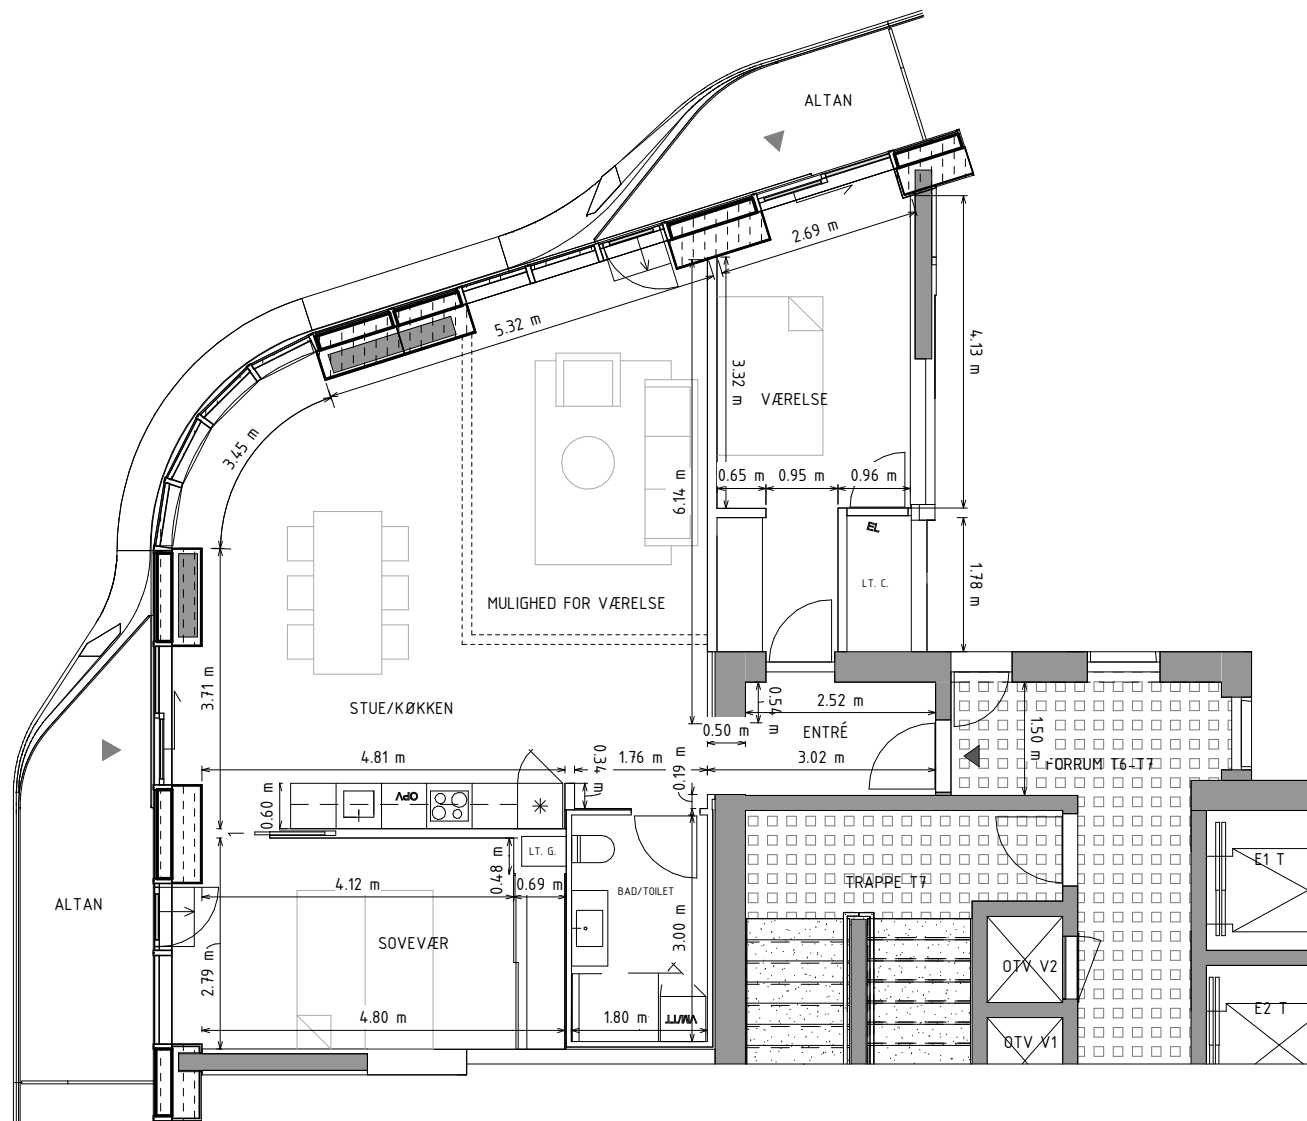 ALTAN
2.69 m
5.32 m
4.13 m
3.32 m
VÆRELSE
3.45 m
0.65 m
0.95 m
0.96 m
6.14 m
EL
LT. C.
1.78 m
MULIGHED FOR VÆRELSE
3.71 m
STUE/KØKKEN
0.54 m
2.52 m
1.50 m
0.50 m
ENTRÉ
4.81 m
0.34 m
1.76 m
0.19 m
3.02 m
FORRUM T6-T7
0.60 m
OPV
1
LT. G.
0.48 m
4.12 m
0.69 m
BAD/TOILET
TRAPPE T7
E1 T
ALTAN
SOVEVÆR
3.00 m
2.79 m
OTV V2
4.80 m
1.80 m
VM/TT
E2 T
OTV V1